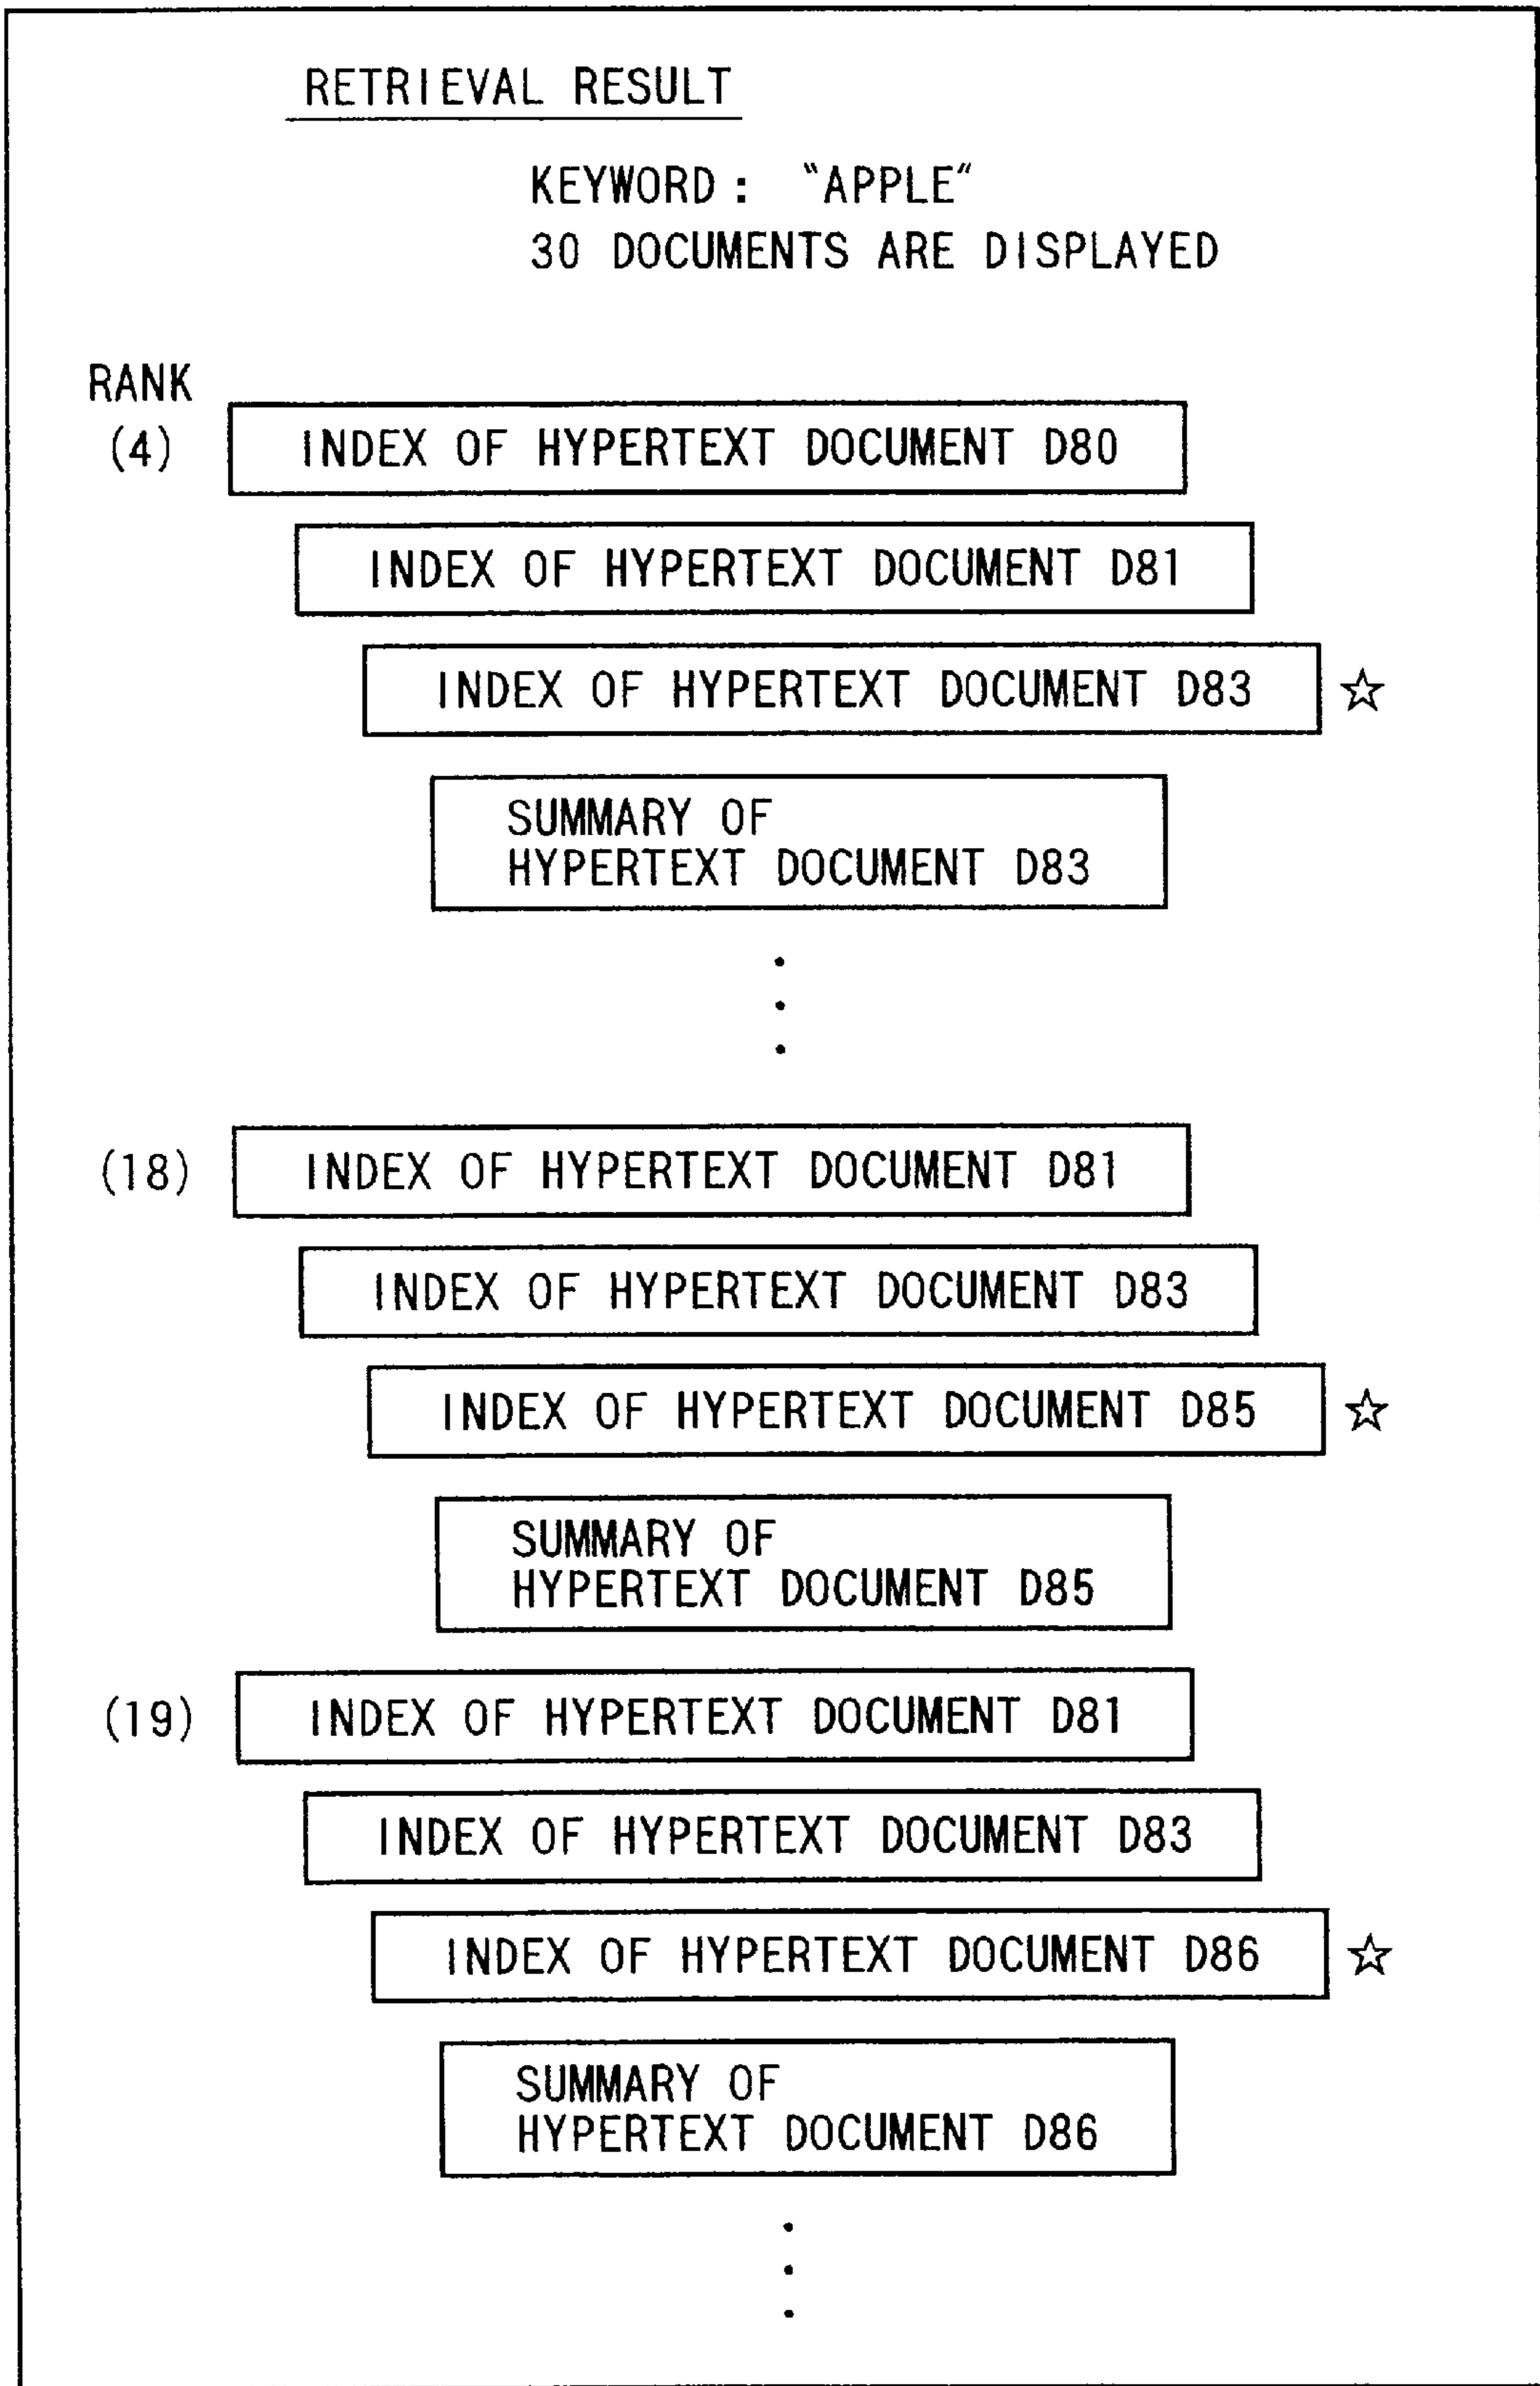 RETRIEVAL RESULT
KEYWORD : "APPLE"
30 DOCUMENTS ARE DISPLAYED
RANK
(4) INDEX OF HYPERTEXT DOCUMENT D80
INDEX OF HYPERTEXT DOCUMENT D81
INDEX OF HYPERTEXT DOCUMENT D83 ☆
SUMMARY OF
HYPERTEXT DOCUMENT D83
(18) INDEX OF HYPERTEXT DOCUMENT D81
INDEX OF HYPERTEXT DOCUMENT D83
INDEX OF HYPERTEXT DOCUMENT D85 ☆
SUMMARY OF
HYPERTEXT DOCUMENT D85
(19) INDEX OF HYPERTEXT DOCUMENT D81
INDEX OF HYPERTEXT DOCUMENT D83
INDEX OF HYPERTEXT DOCUMENT D86 ☆
SUMMARY OF
HYPERTEXT DOCUMENT D86